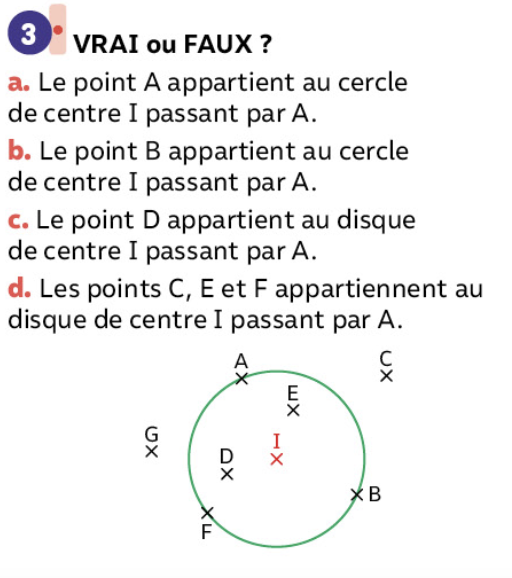 3
VRAI ou FAUX ?
a. Le point A appartient au cercle
de centre I passant par A.
b. Le point B appartient au cercle
de centre I passant par A.
c. Le point D appartient au disque
de centre I passant par A.
d. Les points C, E et F appartiennent au
disque de centre I passant par A.
A
C
E
G
I
D
B
F